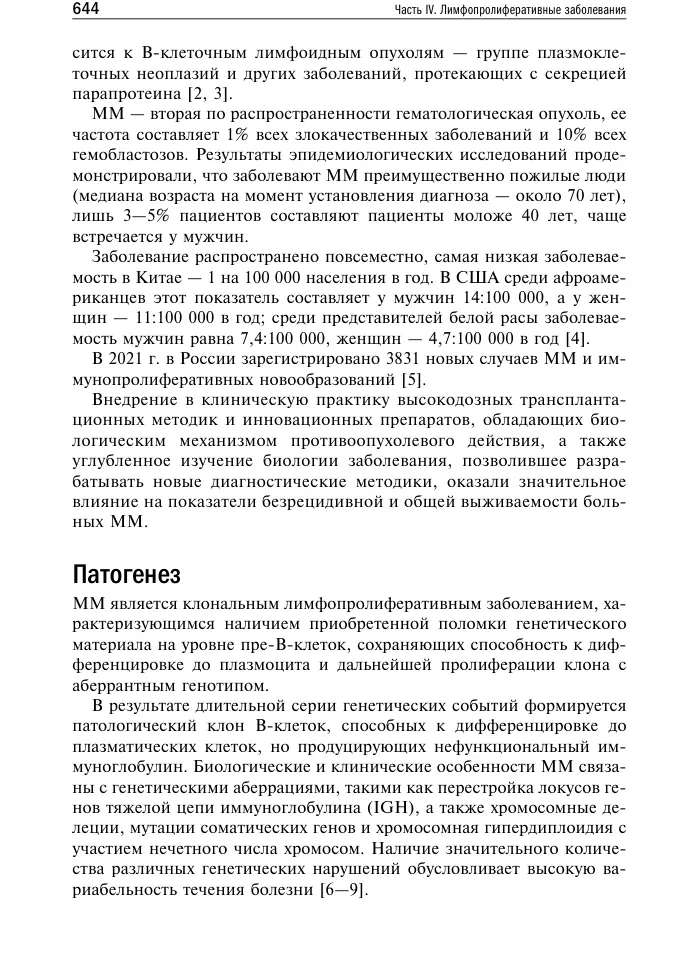 644
Часть IV. Лимфопролиферативные заболевания
сится к В-клеточным лимфоидным опухолям — группе плазмокле-
точных неоплазий и других заболеваний, протекающих с секрецией
парапротеина [2, 3].
ММ — вторая по распространенности гематологическая опухоль, ее
частота составляет 1% всех злокачественных заболеваний и 10% всех
гемобластозов. Результаты эпидемиологических исследований проде-
монстрировали, что заболевают ММ преимущественно пожилые люди
(медиана возраста на момент установления диагноза — около 70 лет),
лишь 3—5% пациентов составляют пациенты моложе 40 лет, чаще
встречается у мужчин.
Заболевание распространено повсеместно, самая низкая заболевае-
мость в Китае — 1 на 100 000 населения в год. В США среди афроаме-
риканцев этот показатель составляет у мужчин 14:100 000, а у жен-
щин — 11:100 000 в год; среди представителей белой расы заболевае-
мость мужчин равна 7,4:100 000, женщин — 4,7:100 000 в год [4].
В 2021 г. в России зарегистрировано 3831 новых случаев ММ и им-
мунопролиферативных новообразований [5].
Внедрение в клиническую практику высокодозных трансплантa-
ционных методик и инновационных препаратов, обладающих био-
логическим механизмом противоопухолевого действия, а также
углубленное изучение биологии заболевания, позволившее разра-
батывать новые диагностические методики, оказали значительное
влияние на показатели безрецидивной и общей выживаемости боль-
ных ММ.
Патогенез
ММ является клональным лимфопролиферативным заболеванием, ха-
рактеризующимся наличием приобретенной поломки генетического
материала на уровне пре-В-клеток, сохраняющих способность к диф-
ференцировке до плазмоцита и дальнейшей пролиферации клона с
аберрантным генотипом.
В результате длительной серии генетических событий формируется
патологический клон В-клеток, способных к дифференцировке до
плазматических клеток, но продуцирующих нефункциональный им-
муноглобулин. Биологические и клинические особенности ММ связа-
ны с генетическими аберрациями, такими как перестройка локусов ге-
нов тяжелой цепи иммуноглобулина (IGH), а также хромосомные де-
леции, мутации соматических генов и хромосомная гипердиплоидия с
участием нечетного числа хромосом. Наличие значительного количе-
ства различных генетических нарушений обусловливает высокую ва-
риабельность течения болезни [6—9].